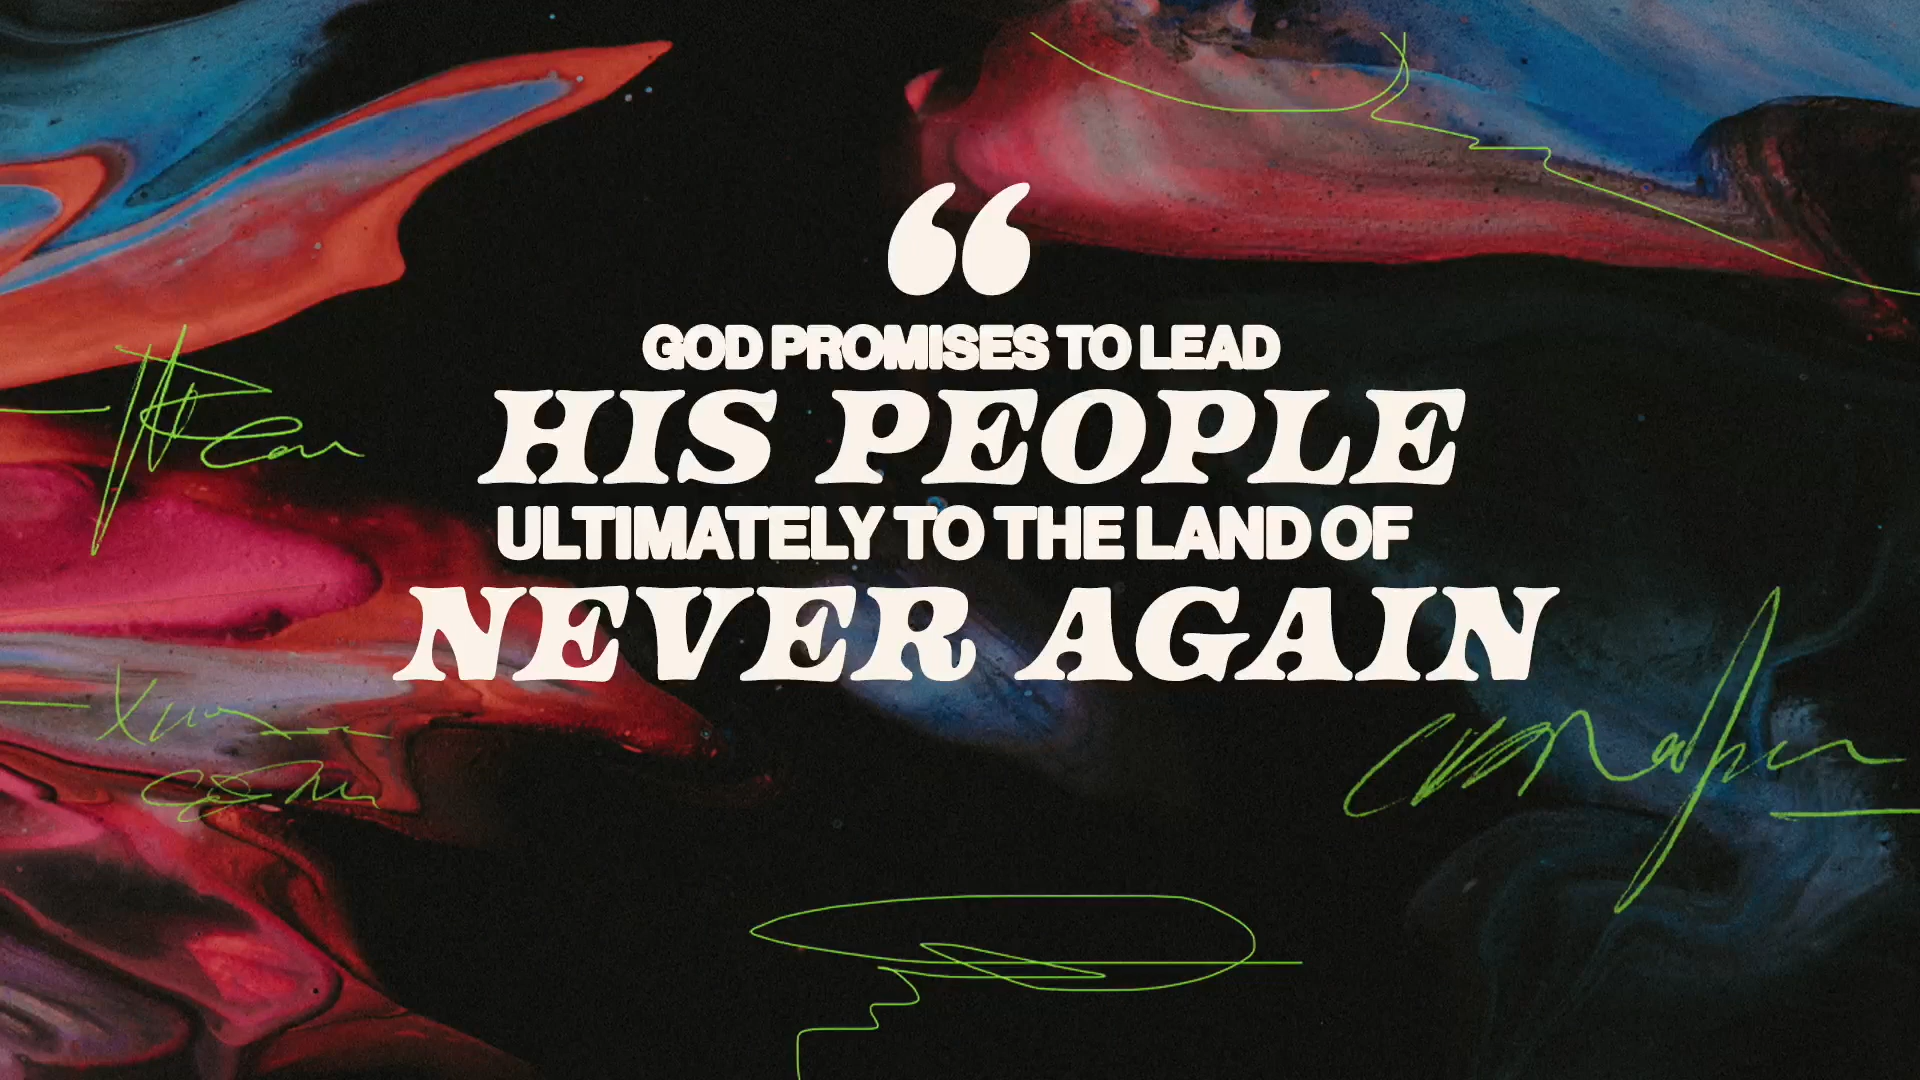 “
GOD PROMISES TO LEAD
HIS PEOPLE
ULTIMATELY TO THE LAND OF
NEVER AGAIN